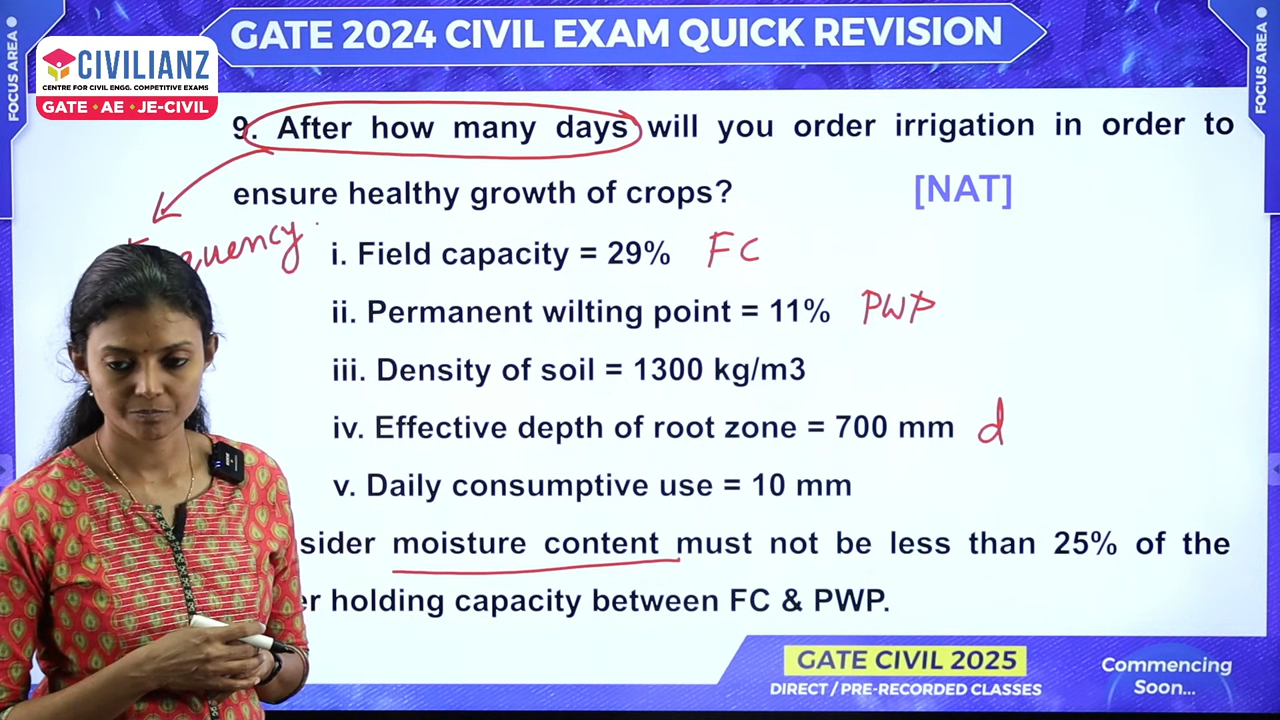 GATE 2024 CIVIL EXAM QUICK REVISION
FOCUS AREA
FOCUS AREA
CIVILIANZ
CENTRE FOR CIVIL ENGG. COMPETITIVE EXAMS
GATE • AE • JE-CIVIL
9. After how many days will you order irrigation in order to
ensure healthy growth of crops? [NAT]
i. Field capacity = 29% FC
ii. Permanent wilting point = 11% PWP
iii. Density of soil = 1300 kg/m3
iv. Effective depth of root zone = 700 mm d
v. Daily consumptive use = 10 mm
moisture content must not be less than 25% of the
holding capacity between FC & PWP.
GATE CIVIL 2025
DIRECT / PRE-RECORDED CLASSES
Commencing
Soon...